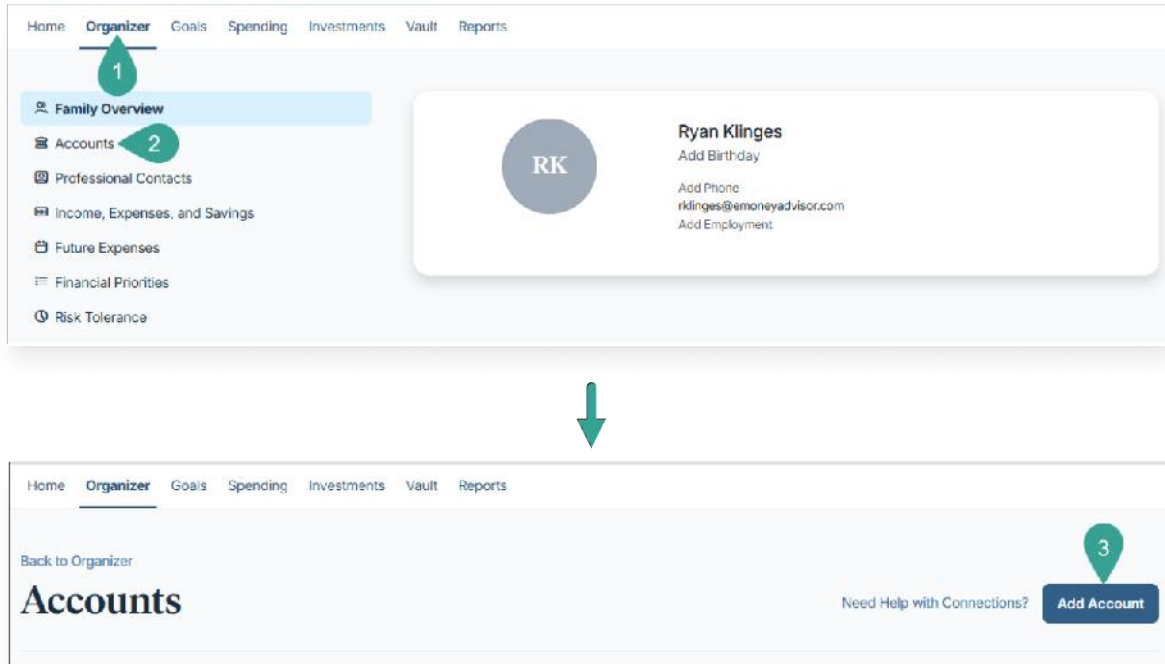 Home Organizer Goals Spending Investments Vault Reports
1
Family Overview
Accounts 2
Professional Contacts
Income, Expenses, and Savings
Future Expenses
Financial Priorities
Risk Tolerance
RK
Ryan Klinges
Add Birthday
Add Phone
rklinges@emoneyadvisor.com
Add Employment
Home Organizer Goals Spending Investments Vault Reports
Back to Organizer
3
Accounts
Need Help with Connections? Add Account